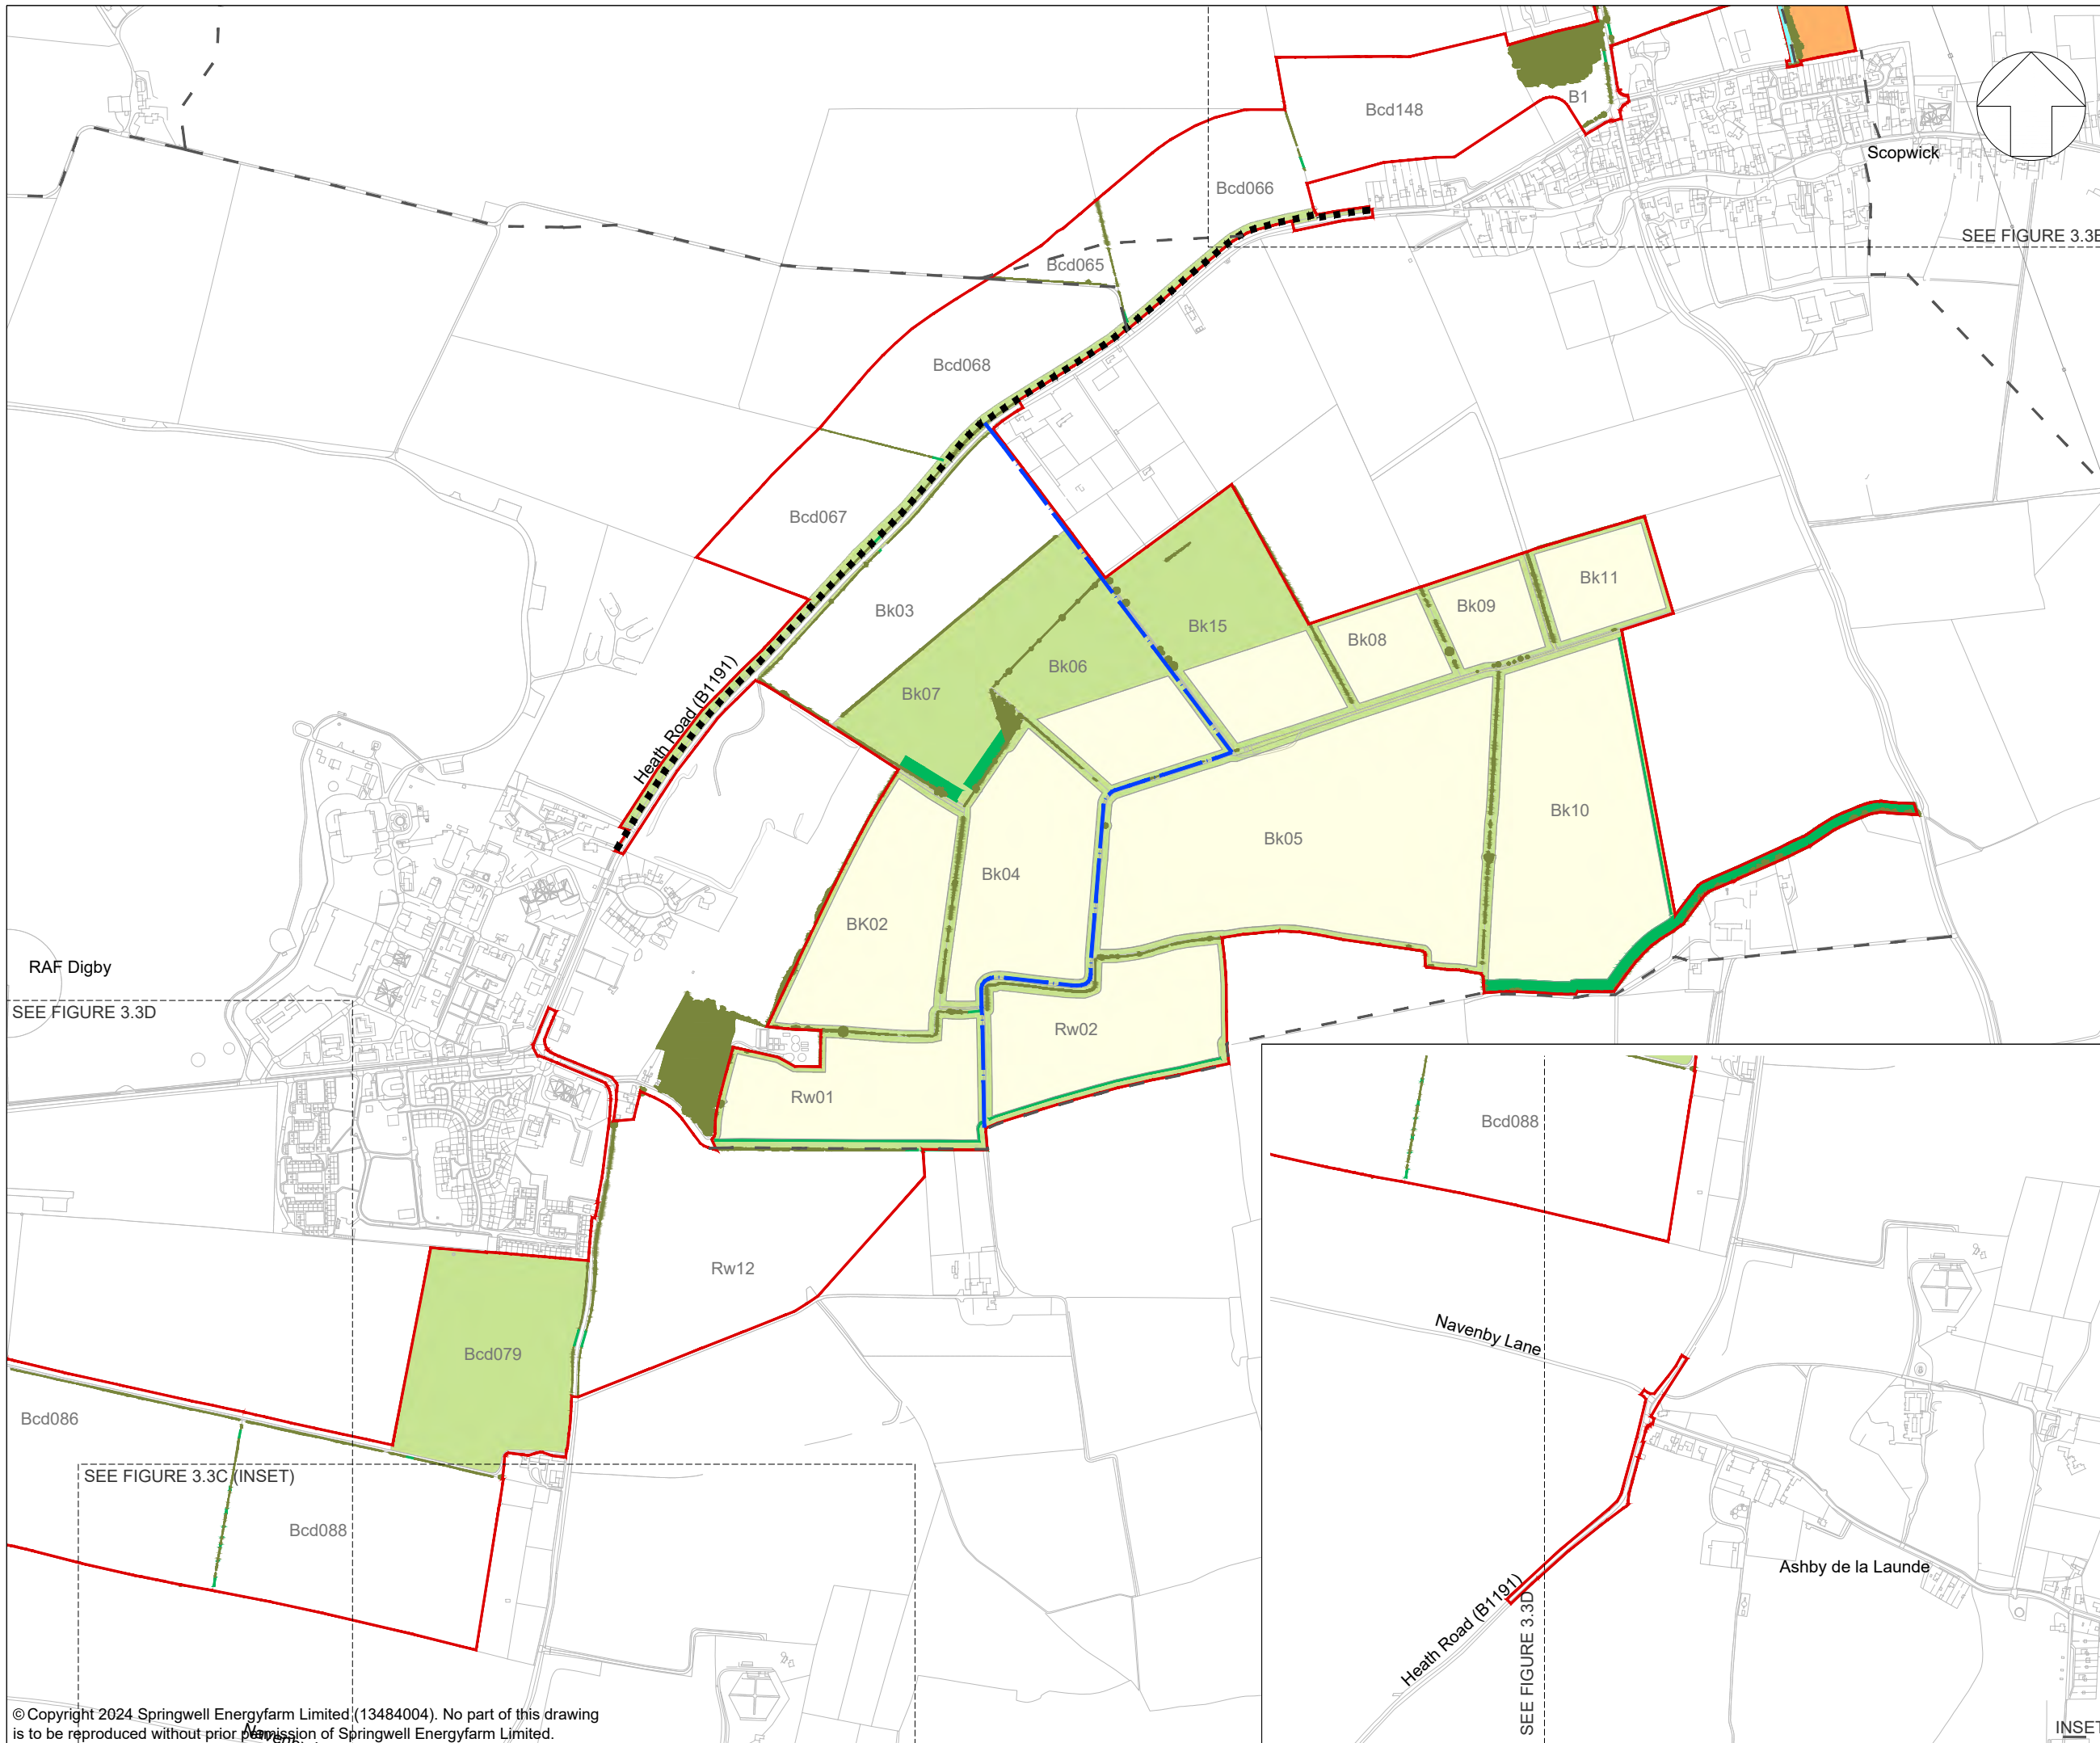 Bcd148
B1
Scopwick
Bcd066
SEE FIGURE 3.3
Bcd065
Bcd068
Bcd067
Bk03
Bk11
Bk09
Bk08
Bk15
Bk06
Bk07
Heath Road (B1191)
Bk10
Bk05
Bk04
BK02
RAF Digby
SEE FIGURE 3.3D
Rw02
Rw01
Bcd088
Rw12
Navenby Lane
Bcd079
Bcd086
SEE FIGURE 3.3C (INSET)
Bcd088
Ashby de la Launde
Heath Road (B1191)
SEE FIGURE 3.3D
© Copyright 2024 Springwell Energyfarm Limited (13484004). No part of this drawing
is to be reproduced without prior permission of Springwell Energyfarm Limited.
INSET